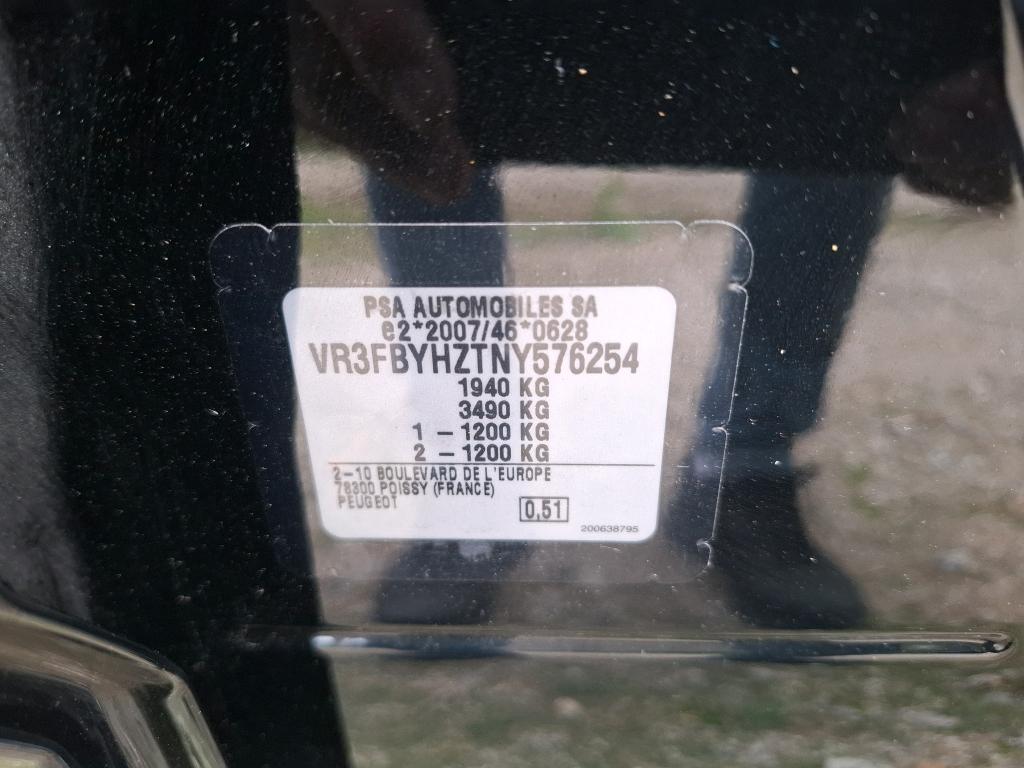 PSA AUTOMOBILES SA
e2*2007/46*0628
VR3FBYHZTNY576254
1940 KG
3490 KG
1 – 1200 KG
2 – 1200 KG
2–10 BOULEVARD DE L'EUROPE
78300 POISSY (FRANCE)
PEUGEOT
0,51
200638795